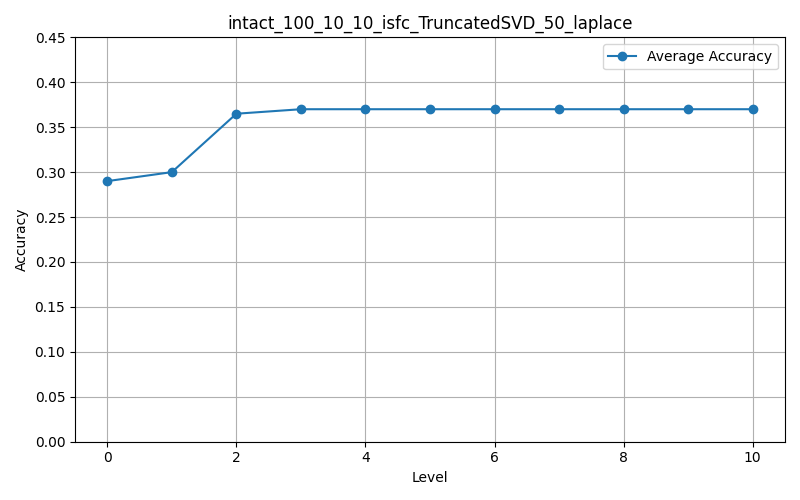 intact_100_10_10_isfc_TruncatedSVD_50_laplace
Average Accuracy
Accuracy
0.45
0.40
0.35
0.30
0.25
0.20
0.15
0.10
0.05
0.00
0 2 4 6 8 10
Level